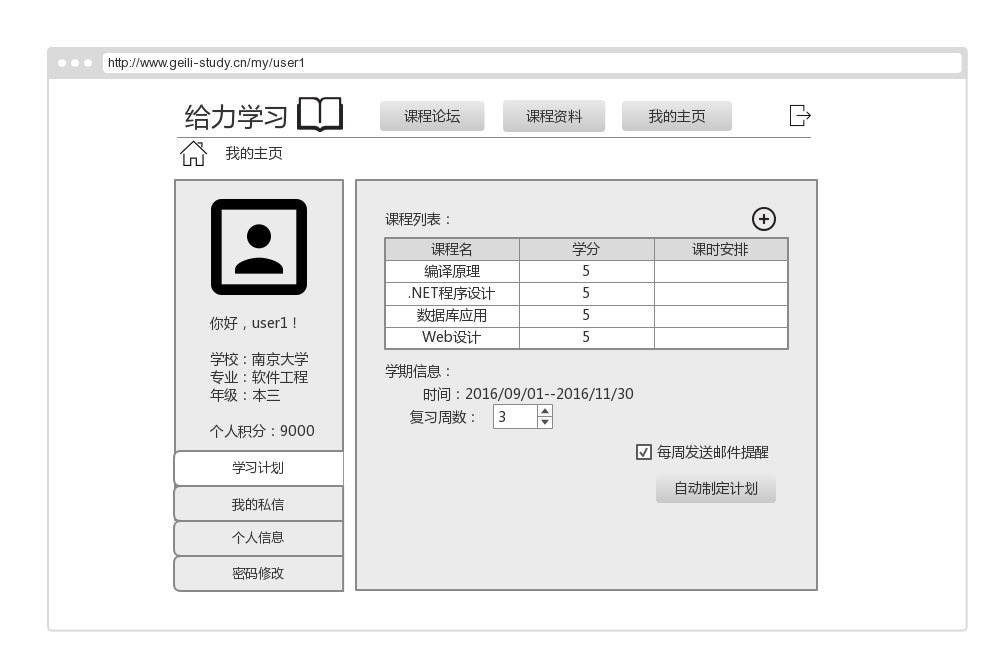 http://www.geili-study.cn/my/user1
给力学习
课程论坛
课程资料
我的主页
我的主页
你好，user1！
学校：南京大学
专业：软件工程
年级：本三
个人积分：9000
学习计划
我的私信
个人信息
密码修改
课程列表：
课程名 学分 课时安排
编译原理 5
.NET程序设计 5
数据库应用 5
Web设计 5
学期信息：
时间：2016/09/01--2016/11/30
复习周数： 3
每周发送邮件提醒
自动制定计划